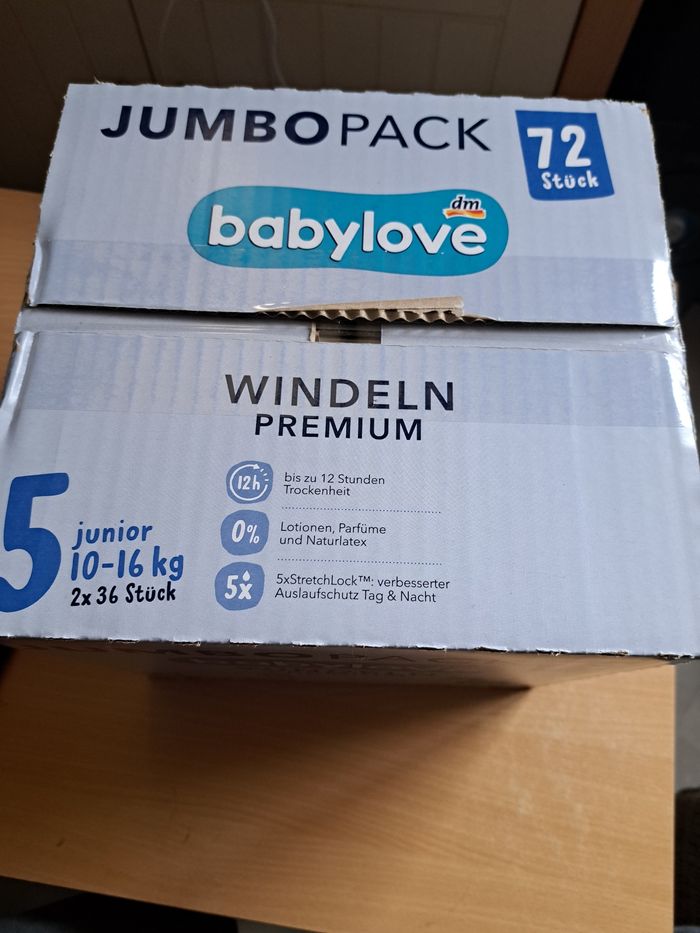 JUMBOPACK
72
Stück
dm
babylove
WINDELN
PREMIUM
12h
bis zu 12 Stunden
Trockenheit
0%
Lotionen, Parfüme
und Naturlatex
5x
5xStretchLock™: verbesserter
Auslaufschutz Tag & Nacht
5
junior
10-16 kg
2x 36 Stück